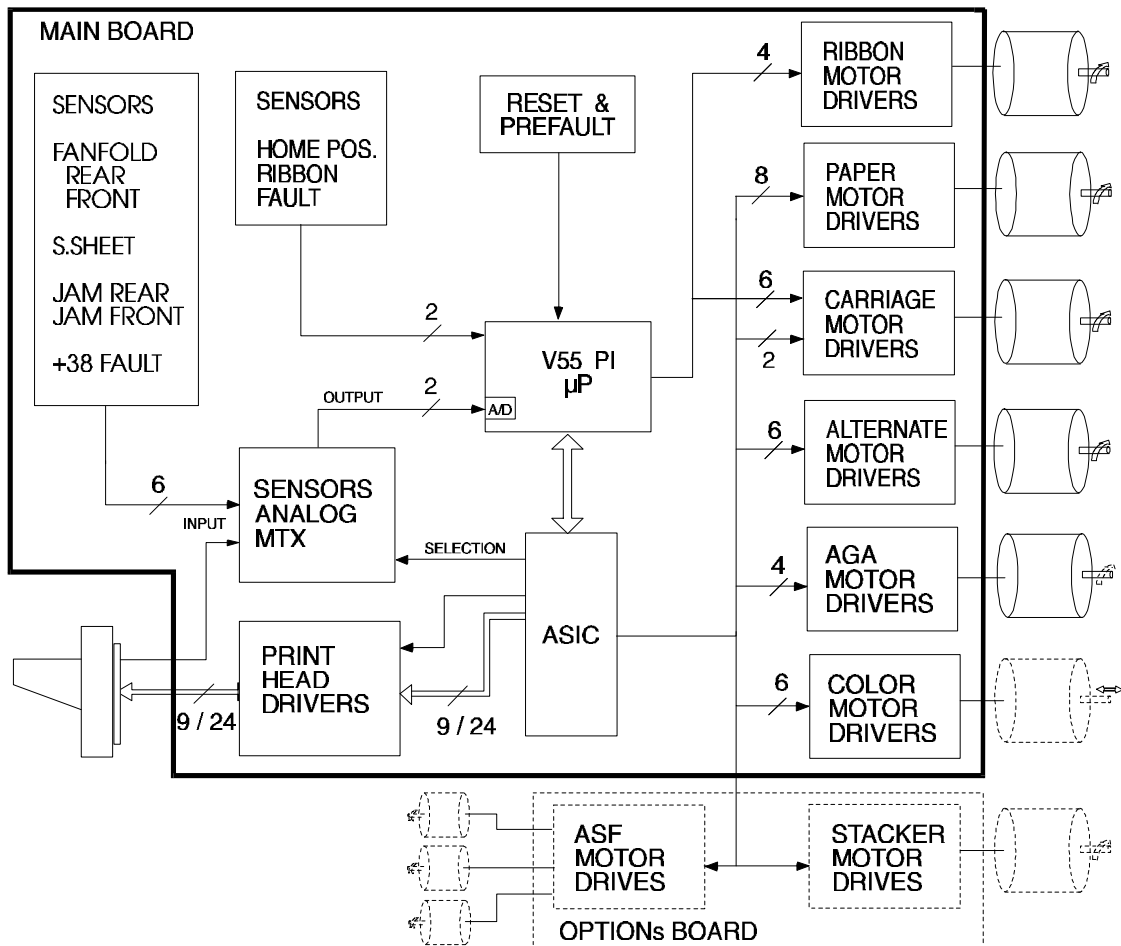 MAIN BOARD
SENSORS
FANFOLD
REAR
FRONT
S.SHEET
JAM REAR
JAM FRONT
+38 FAULT
SENSORS
HOME POS.
RIBBON
FAULT
RESET &
PREFAULT
2
OUTPUT
2
V55 PI
µP
A/D
6
INPUT
SENSORS
ANALOG
MTX
SELECTION
ASIC
PRINT
HEAD
DRIVERS
9 / 24
9 / 24
4
RIBBON
MOTOR
DRIVERS
8
PAPER
MOTOR
DRIVERS
6
2
CARRIAGE
MOTOR
DRIVERS
6
ALTERNATE
MOTOR
DRIVERS
4
AGA
MOTOR
DRIVERS
6
COLOR
MOTOR
DRIVERS
ASF
MOTOR
DRIVES
STACKER
MOTOR
DRIVES
OPTIONs BOARD